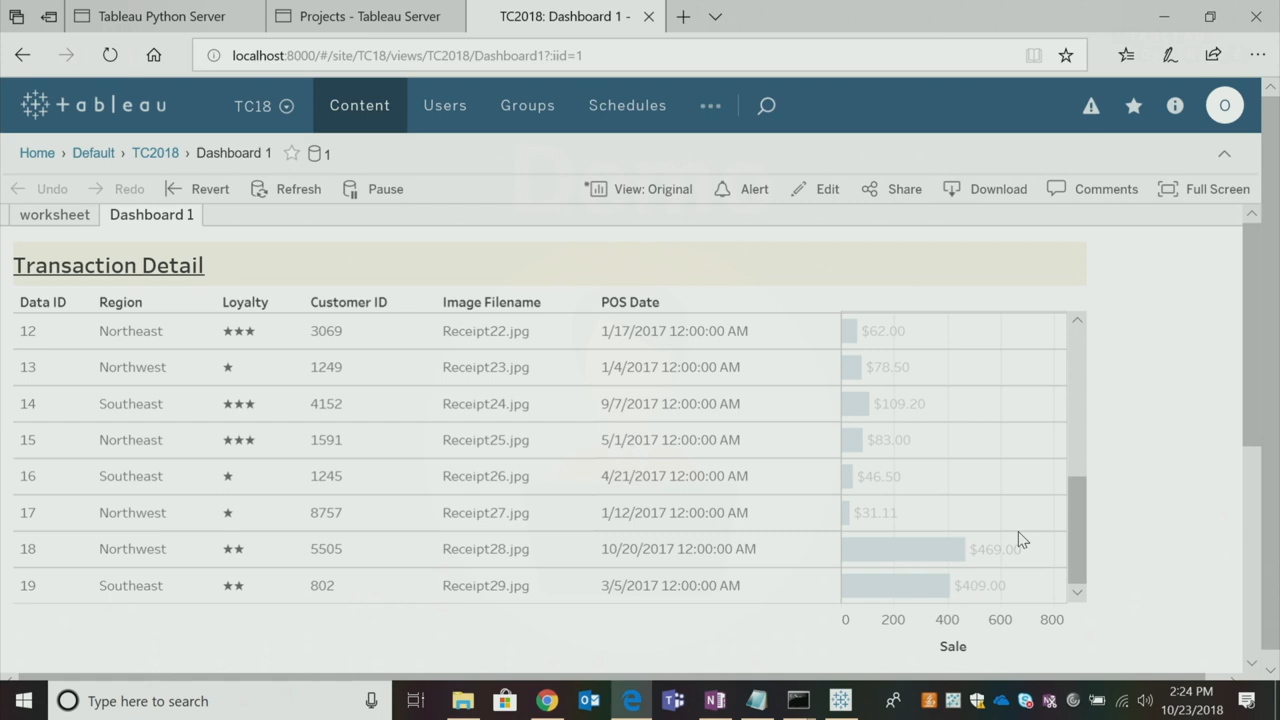 Tableau Python Server
Projects - Tableau Server
TC2018: Dashboard 1 -
localhost:8000/#/site/TC18/views/TC2018/Dashboard1?:iid=1
tableau TC18 Content Users Groups Schedules O
Home › Default › TC2018 › Dashboard 1 1
Undo Redo Revert Refresh Pause View: Original Alert Edit Share Download Comments Full Screen
worksheet Dashboard 1
Transaction Detail
Data ID Region Loyalty Customer ID Image Filename POS Date
12 Northeast ★★★ 3069 Receipt22.jpg 1/17/2017 12:00:00 AM $62.00
13 Northwest ★ 1249 Receipt23.jpg 1/4/2017 12:00:00 AM $78.50
14 Southeast ★★★ 4152 Receipt24.jpg 9/7/2017 12:00:00 AM $109.20
15 Northeast ★★★ 1591 Receipt25.jpg 5/1/2017 12:00:00 AM $83.00
16 Southeast ★ 1245 Receipt26.jpg 4/21/2017 12:00:00 AM $46.50
17 Northwest ★ 8757 Receipt27.jpg 1/12/2017 12:00:00 AM $31.11
18 Northwest ★★ 5505 Receipt28.jpg 10/20/2017 12:00:00 AM $469.00
19 Southeast ★★ 802 Receipt29.jpg 3/5/2017 12:00:00 AM $409.00
0 200 400 600 800
Sale
Type here to search
2:24 PM
10/23/2018